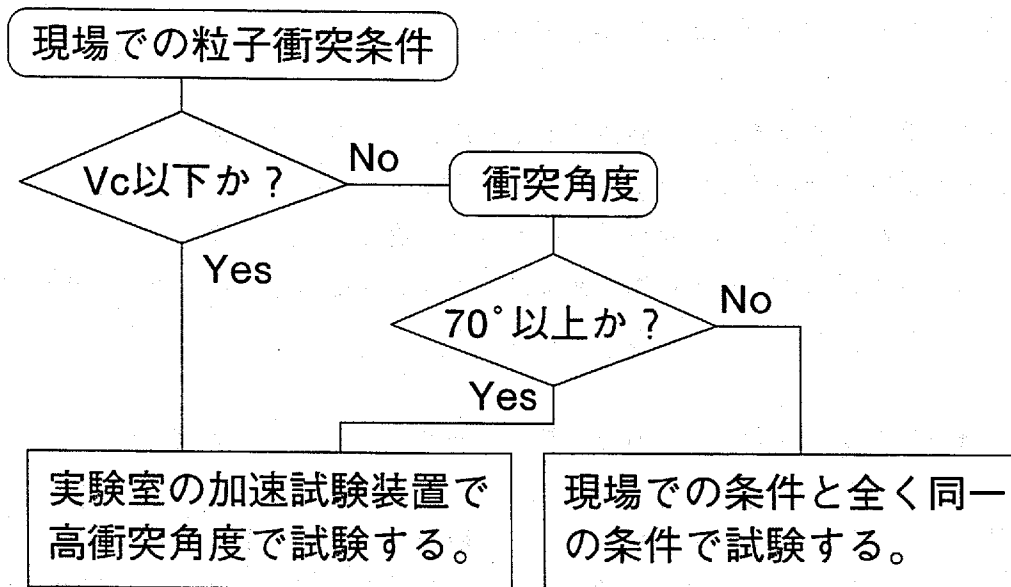 現場での粒子衝突条件
Vc以下か？
No
衝突角度
Yes
70°以上か？
No
Yes
実験室の加速試験装置で
高衝突角度で試験する。
現場での条件と全く同一
の条件で試験する。